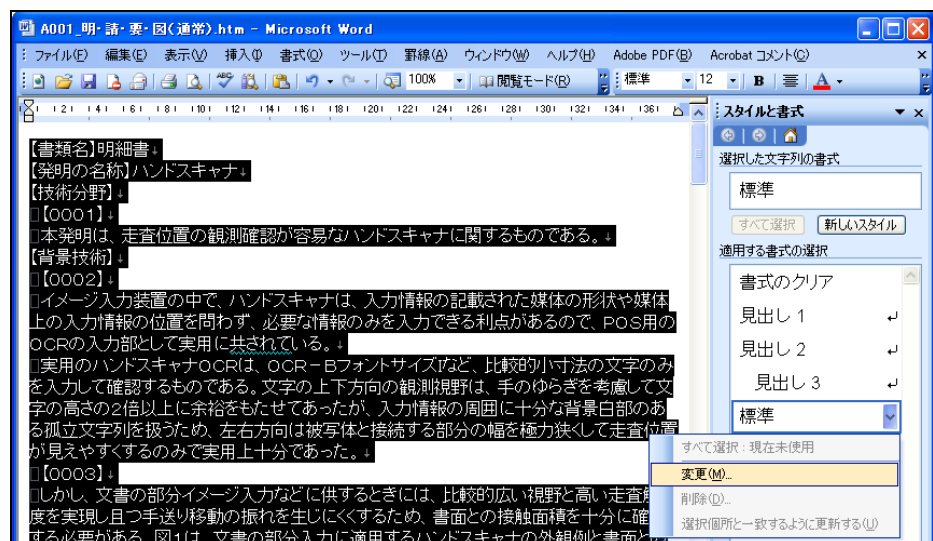 A001_明・請・要・図(通常).htm - Microsoft Word
ファイル(F) 編集(E) 表示(V) 挿入(I) 書式(O) ツール(T) 罫線(A) ウィンドウ(W) ヘルプ(H) Adobe PDF(B) Acrobat コメント(C)
100% 閲覧モード(R) 標準 12 B A
2 4 6 8 10 12 14 16 18 20 22 24 26 28 30 32 34 36
【書類名】明細書↓
【発明の名称】ハンドスキャナ↓
【技術分野】↓
□【0001】↓
□本発明は、走査位置の観測確認が容易なハンドスキャナに関するものである。↓
【背景技術】↓
□【0002】↓
□イメージ入力装置の中で、ハンドスキャナは、入力情報の記載された媒体の形状や媒体
上の入力情報の位置を問わず、必要な情報のみを入力できる利点があるので、POS用の
OCRの入力部として実用に共されている。↓
□実用のハンドスキャナOCRは、OCR-Bフォントサイズなど、比較的小寸法の文字のみ
を入力して確認するものである。文字の上下方向の観測視野は、手のゆらぎを考慮して文
字の高さの2倍以上に余裕をもたせてあったが、入力情報の周囲に十分な背景白部のあ
る孤立文字列を扱うため、左右方向は被写体と接続する部分の幅を極力狭くして走査位置
が見えやすくするのみで実用上十分であった。↓
□【0003】↓
□しかし、文書の部分イメージ入力などに供するときには、比較的広い視野と高い走査
度を実現し且つ手送り移動の振れを生じにくくするため、書面との接触面積を十分に確
する必要がある。図1は、文書の部分入力に適用するハンドスキャナの外観例と書面と
スタイルと書式
選択した文字列の書式
標準
すべて選択 新しいスタイル
適用する書式の選択
書式のクリア
見出し 1 ↵
見出し 2 ↵
見出し 3 ↵
標準
すべて選択:現在未使用
変更(M)...
削除(D)...
選択個所と一致するように更新する(U)